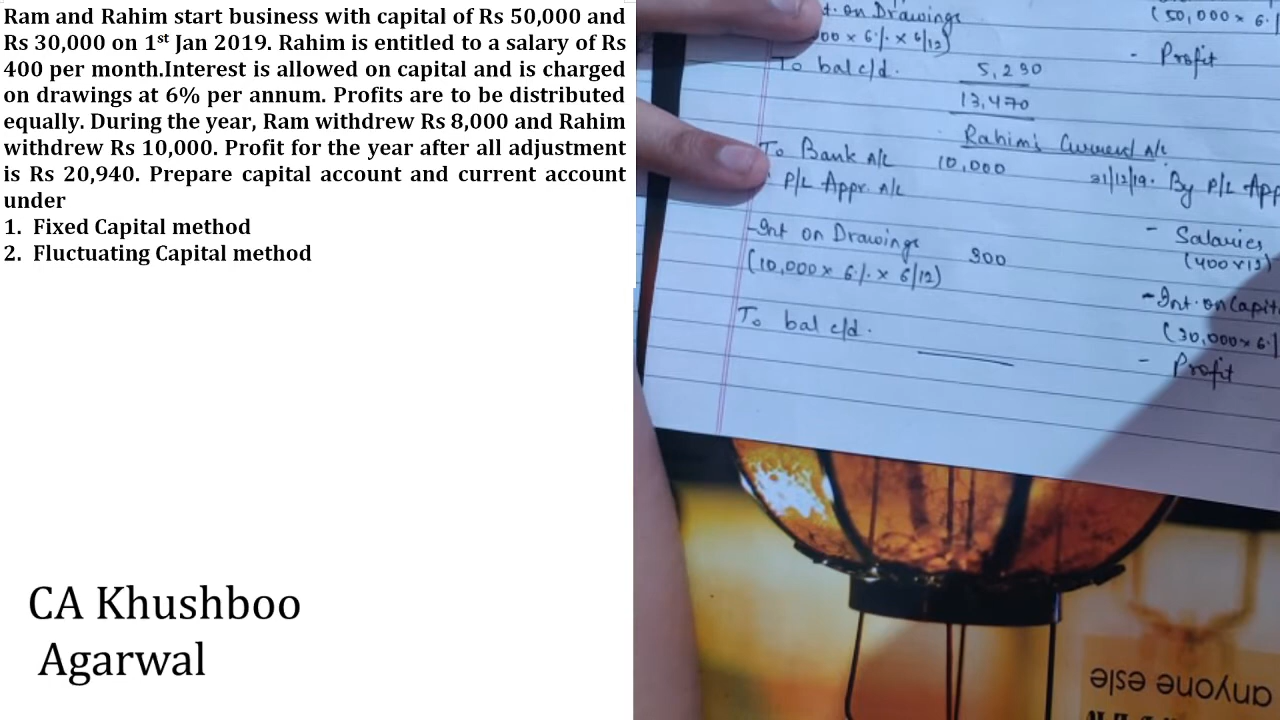 Ram and Rahim start business with capital of Rs 50,000 and
Rs 30,000 on 1st Jan 2019. Rahim is entitled to a salary of Rs
400 per month.Interest is allowed on capital and is charged
on drawings at 6% per annum. Profits are to be distributed
equally. During the year, Ram withdrew Rs 8,000 and Rahim
withdrew Rs 10,000. Profit for the year after all adjustment
is Rs 20,940. Prepare capital account and current account
under
1. Fixed Capital method
2. Fluctuating Capital method
CA Khushboo
Agarwal
t. on Drawings
00 x 6% x 6/12) (50,000 x 6
- Profit
To bal c/d. 5,230
13,470
Rahim's Current A/c
To Bank A/c 10,000 31/12/19. By P/L App
P/L Appr. A/c
- Salaries
(400x12)
-Int on Drawings 300
(10,000 x 6% x 6/12)
-Int. on Capit
(30,000 x 6%
To bal c/d.
- Profit
anyone esle